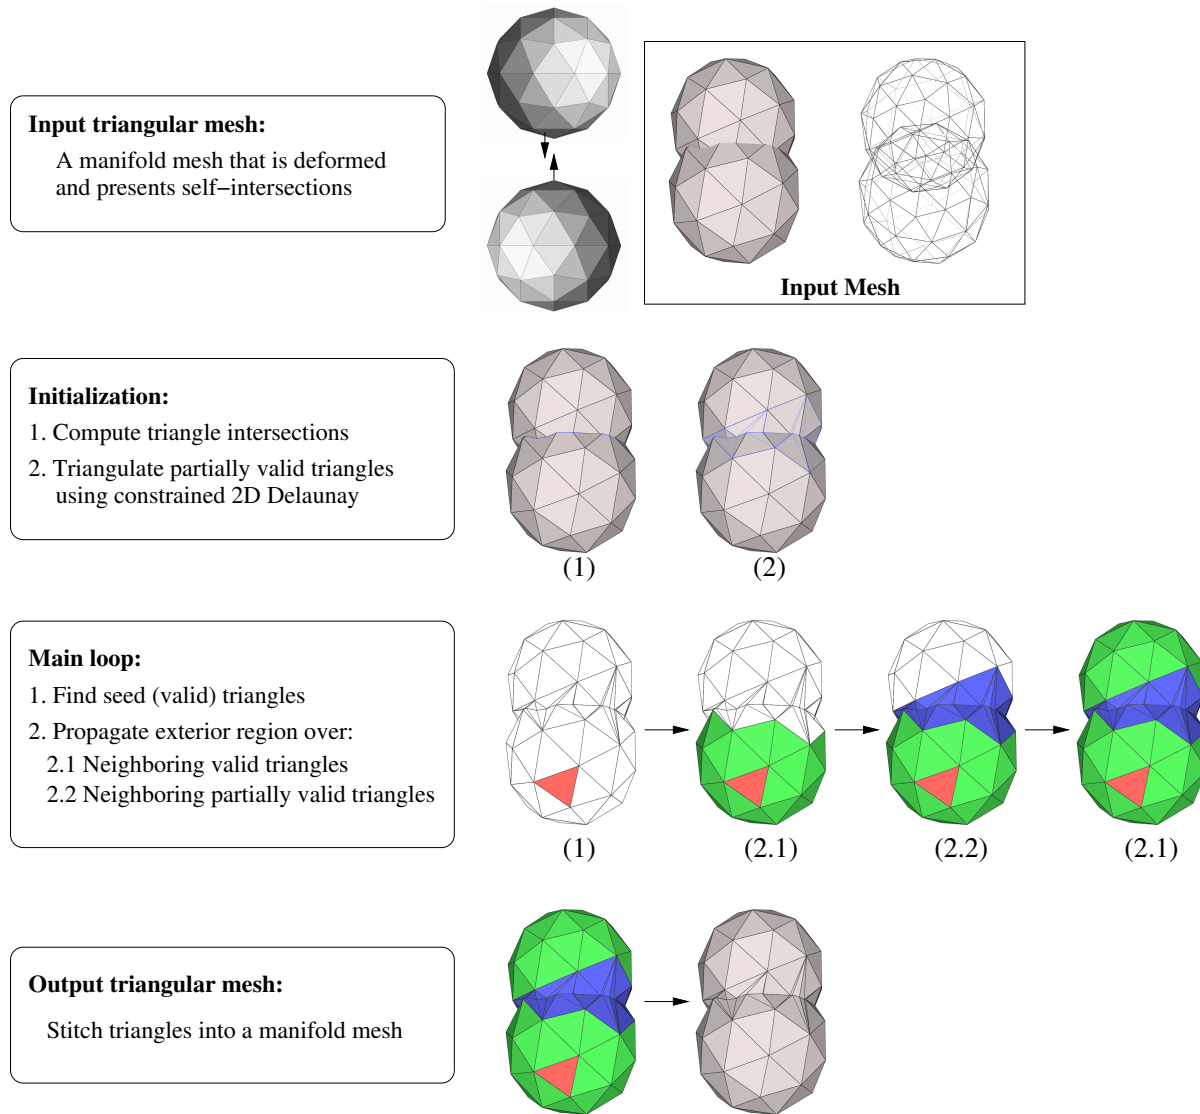 Input triangular mesh:
A manifold mesh that is deformed
and presents self−intersections
Input Mesh
Initialization:
1. Compute triangle intersections
2. Triangulate partially valid triangles
using constrained 2D Delaunay
(1)
(2)
Main loop:
1. Find seed (valid) triangles
2. Propagate exterior region over:
2.1 Neighboring valid triangles
2.2 Neighboring partially valid triangles
(1)
(2.1)
(2.2)
(2.1)
Output triangular mesh:
Stitch triangles into a manifold mesh